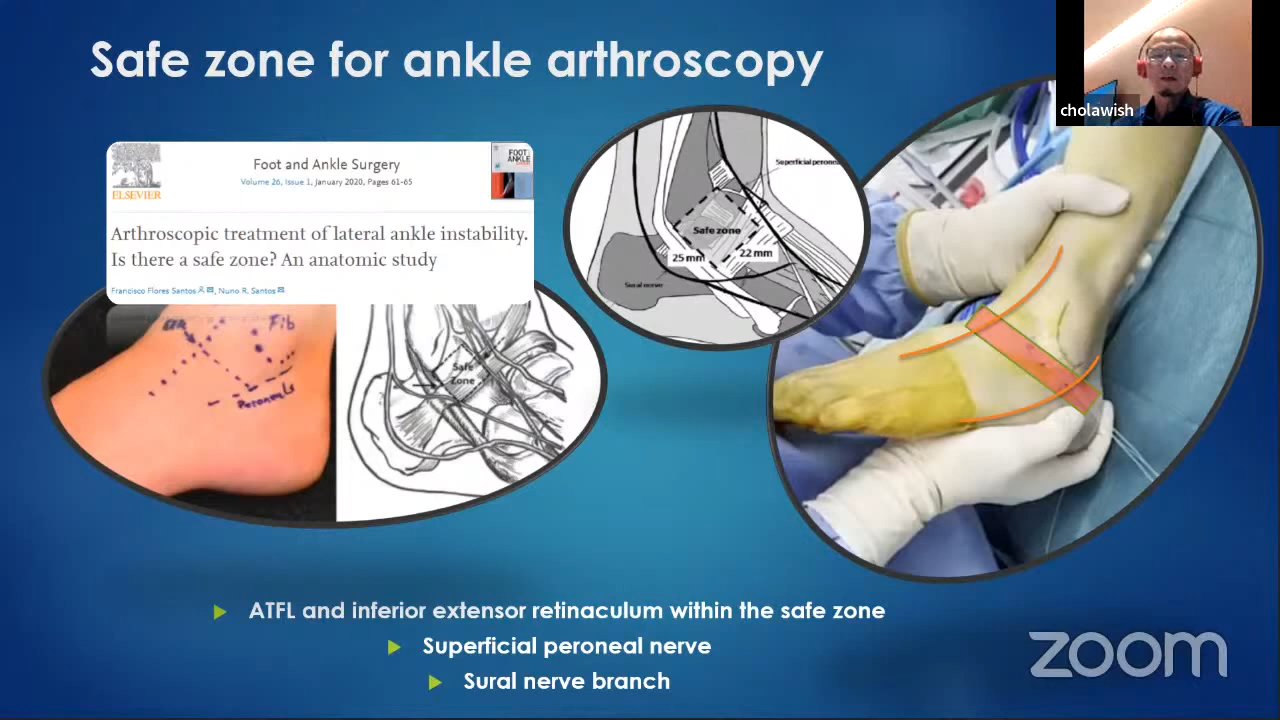 Safe zone for ankle arthroscopy
cholawish
ELSEVIER
Foot and Ankle Surgery
Volume 26, Issue 1, January 2020, Pages 61-65
FOOT
ANKLE
Arthroscopic treatment of lateral ankle instability.
Is there a safe zone? An anatomic study
Francisco Flores Santos, Nuno R. Santos
Superficial perone
Safe zone
25 mm
22 mm
Sural nerve
Fib
Safe
Zone
ATFL and inferior extensor retinaculum within the safe zone
Superficial peroneal nerve
Sural nerve branch
zoom